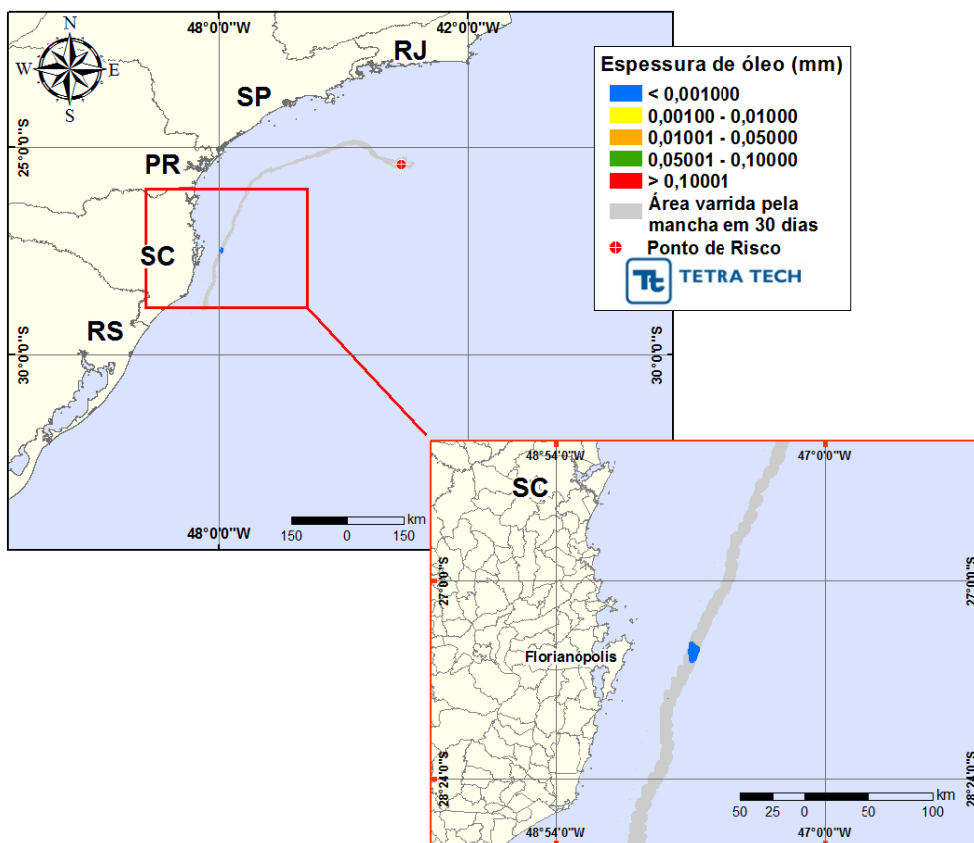 48°0'0"W
42°0'0"W
N
W
E
S
RJ
SP
25°0'0"S
25°0'0"S
PR
SC
RS
30°0'0"S
30°0'0"S
48°0'0"W
150
0
150
km
Espessura de óleo (mm)
< 0,001000
0,00100 - 0,01000
0,01001 - 0,05000
0,05001 - 0,10000
> 0,10001
Área varrida pela
mancha em 30 dias
Ponto de Risco
Tt TETRA TECH
48°54'0"W
47°0'0"W
SC
27°0'0"S
27°0'0"S
Florianópolis
28°24'0"S
28°24'0"S
50
25
0
50
100
km
48°54'0"W
47°0'0"W